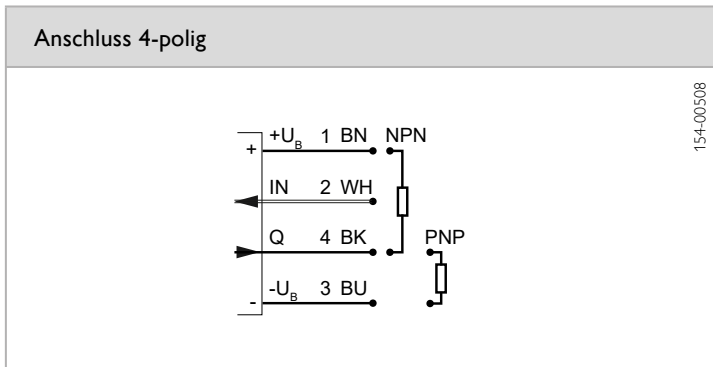 Anschluss 4-polig
154-00508
+ +U_B 1 BN NPN
IN 2 WH
Q 4 BK PNP
- -U_B 3 BU